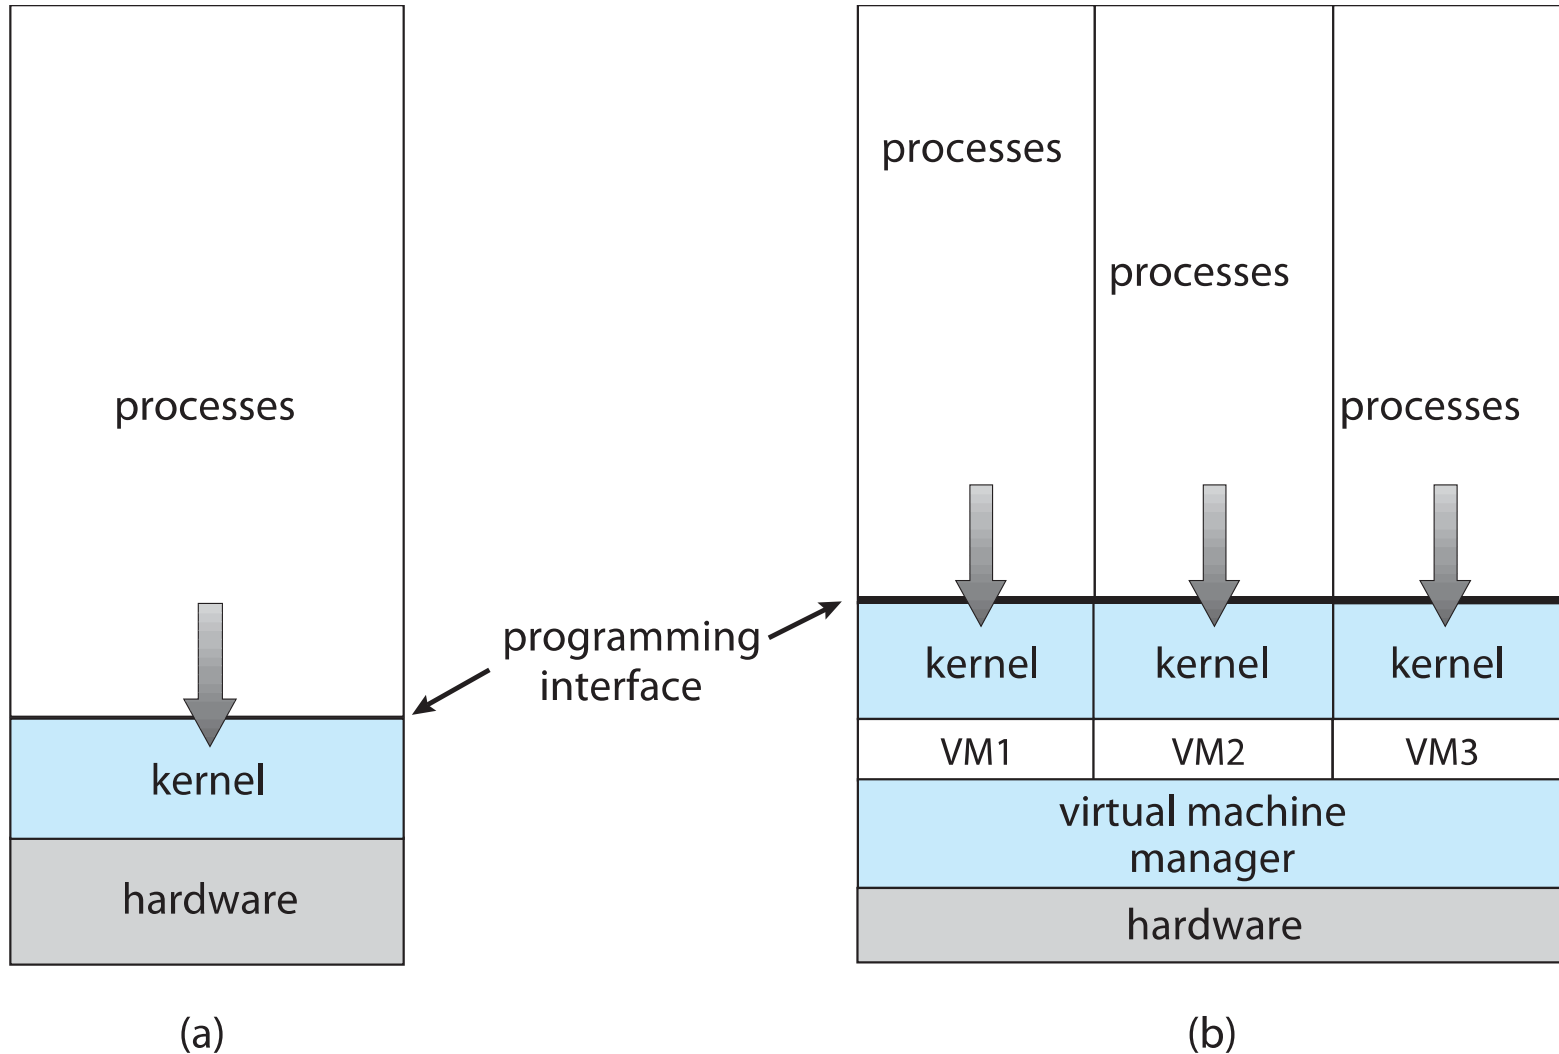 processes
kernel
hardware
(a)
programming
interface
processes
processes
processes
kernel
kernel
kernel
VM1
VM2
VM3
virtual machine
manager
hardware
(b)